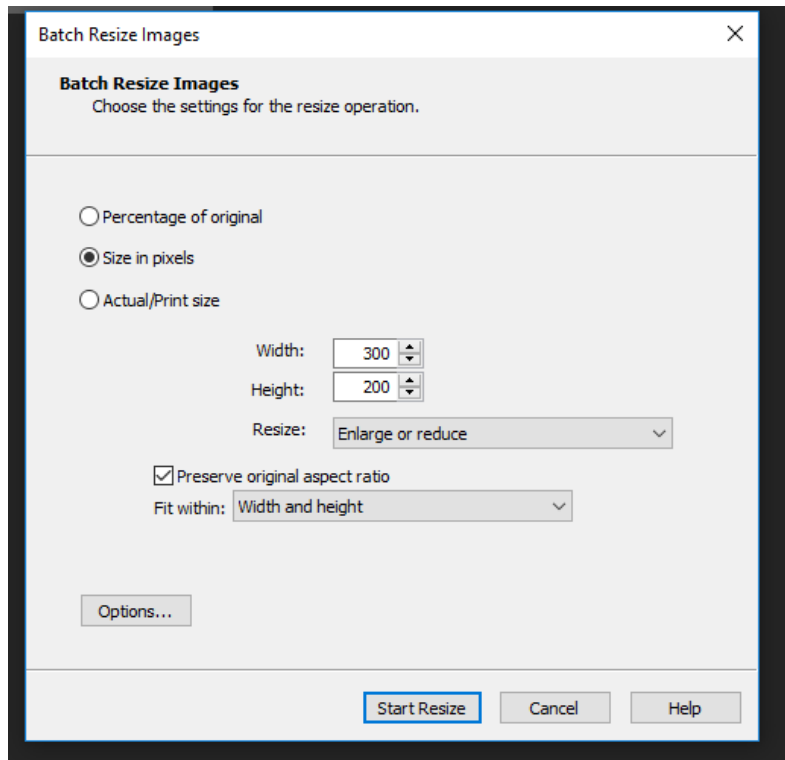 Batch Resize Images
Batch Resize Images
Choose the settings for the resize operation.
Percentage of original
Size in pixels
Actual/Print size
Width: 300
Height: 200
Resize: Enlarge or reduce
Preserve original aspect ratio
Fit within: Width and height
Options...
Start Resize Cancel Help